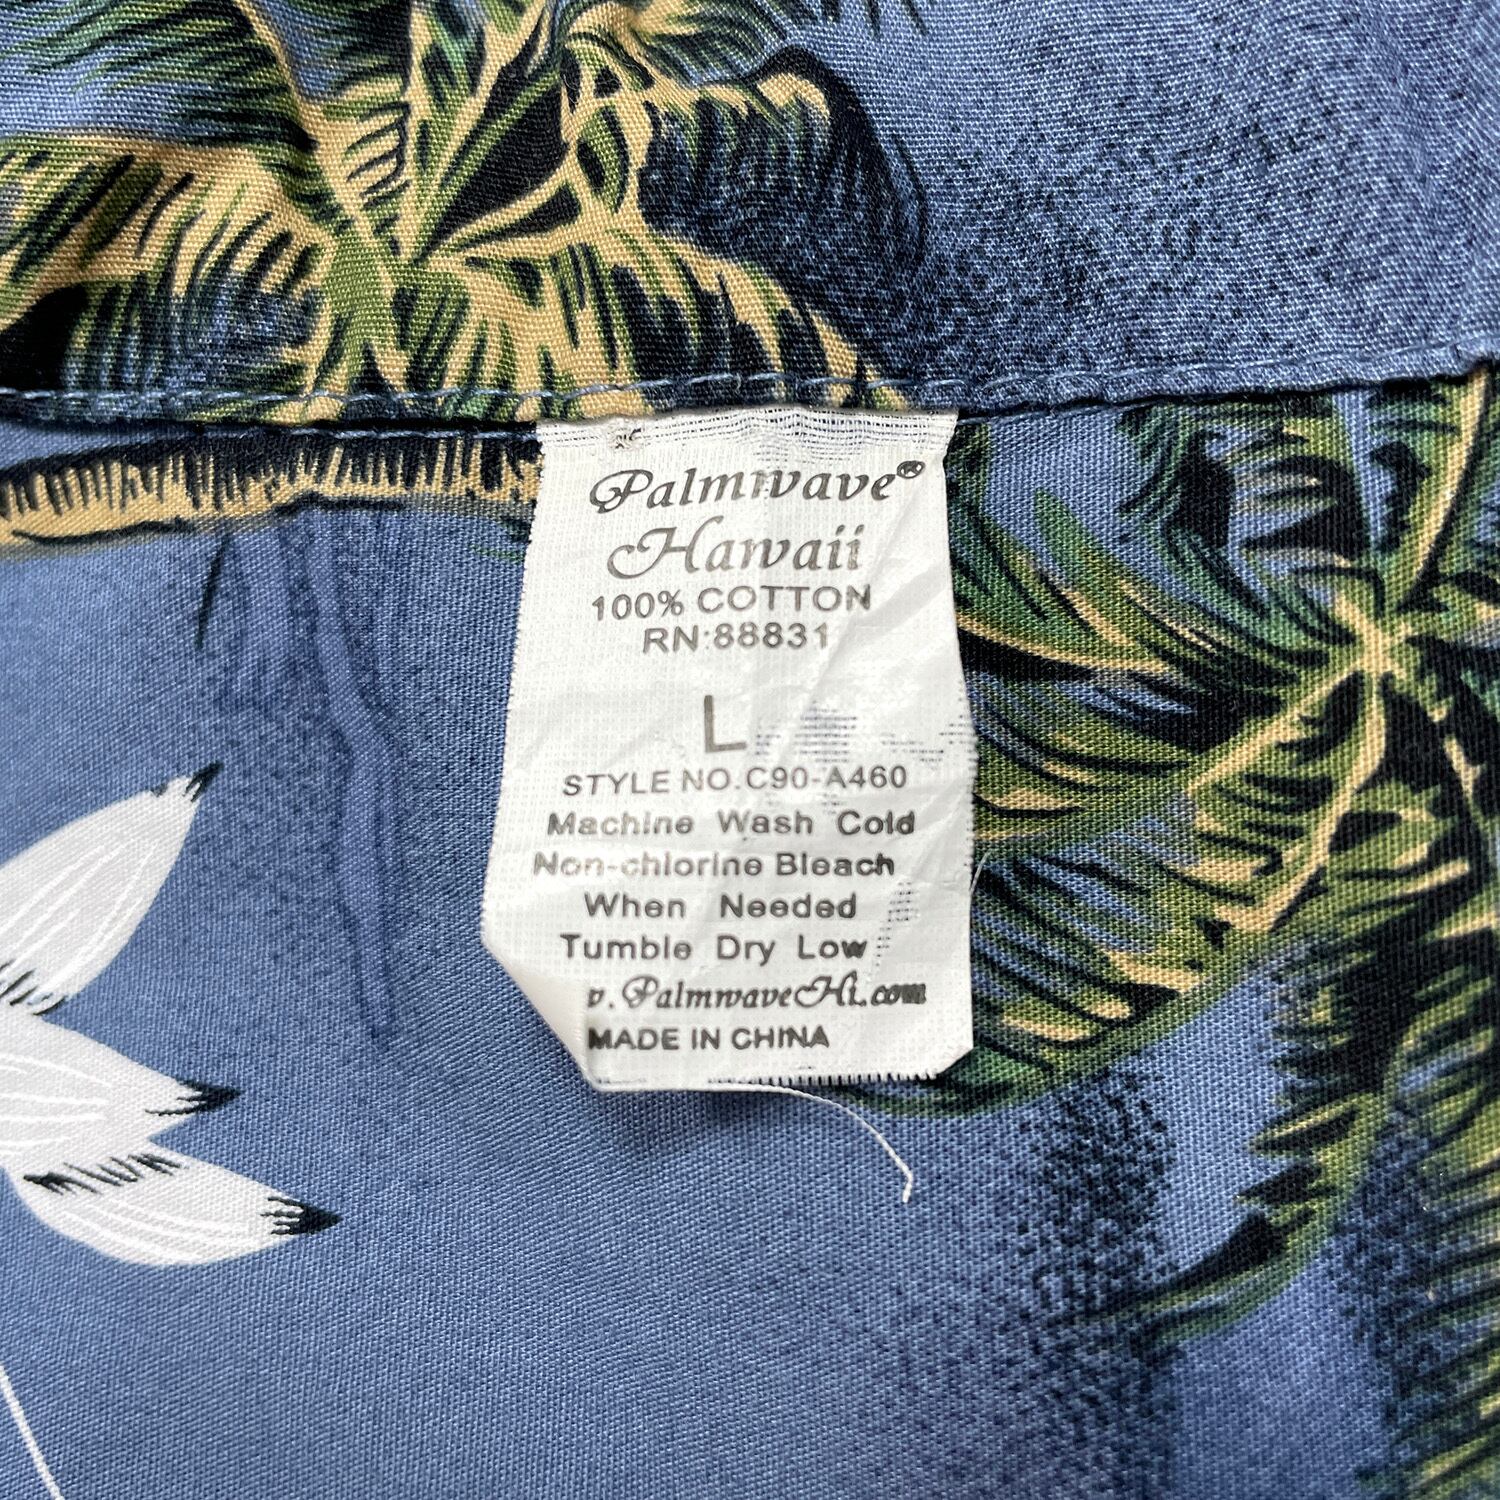 Palmwave®
Hawaii
100% COTTON
RN:88831
L
STYLE NO.C90-A460
Machine Wash Cold
Non-chlorine Bleach
When Needed
Tumble Dry Low
.PalmwaveHi.com
MADE IN CHINA